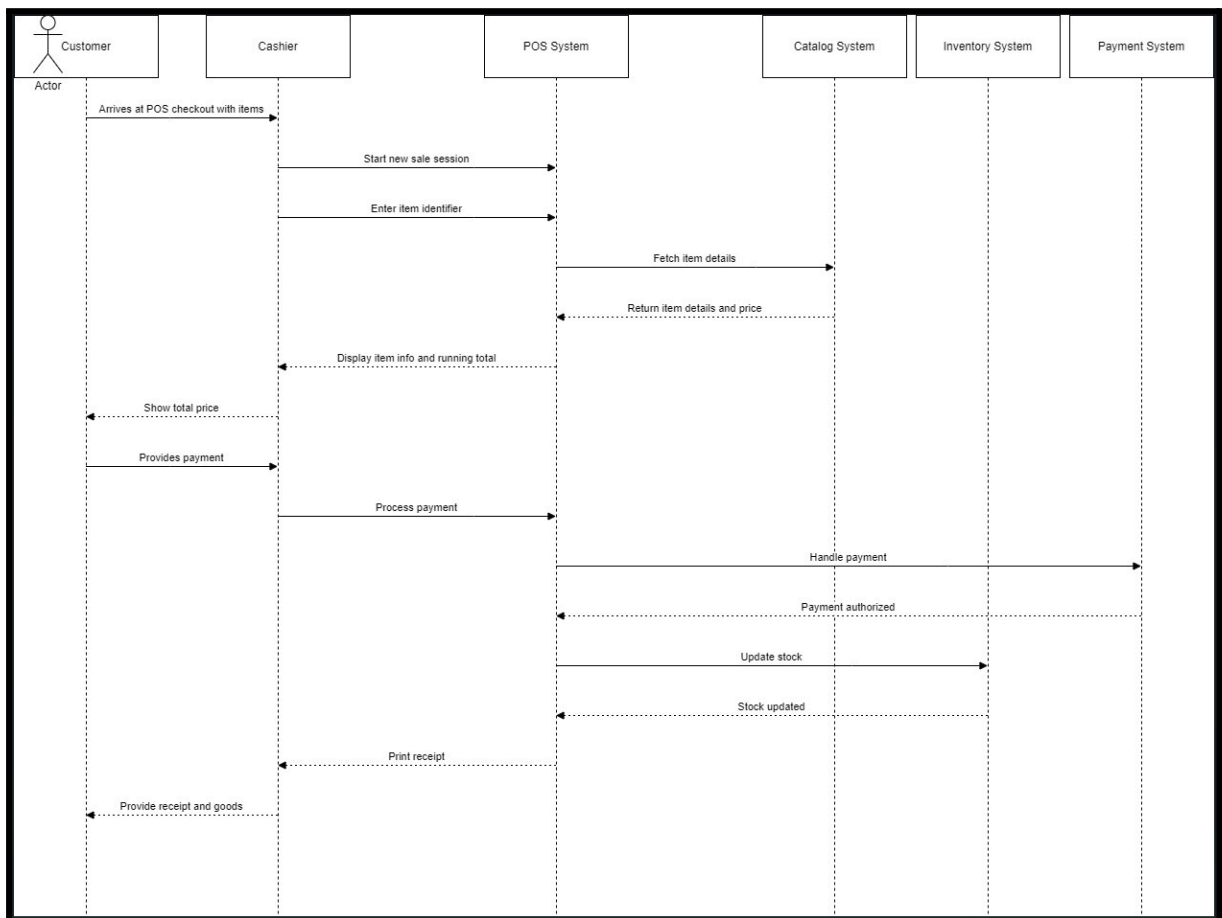 Customer
Cashier
POS System
Catalog System
Inventory System
Payment System
Actor
Arrives at POS checkout with items
Start new sale session
Enter item identifier
Fetch item details
Return item details and price
Display item info and running total
Show total price
Provides payment
Process payment
Handle payment
Payment authorized
Update stock
Stock updated
Print receipt
Provide receipt and goods